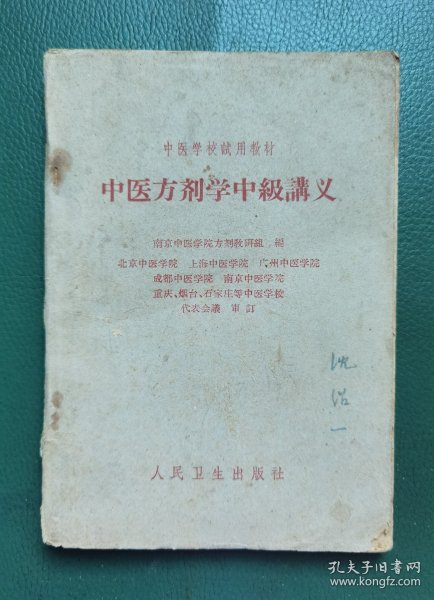 中医学校試用教材
中医方剂学中級講义
南京中医学院方剂教研組 編
北京中医学院 上海中医学院 广州中医学院
成都中医学院 南京中医学院
重庆、烟台、石家庄等中医学校
代表会議 审訂
沈
一
人民卫生出版社
孔夫子旧书网
www.kongfz.com